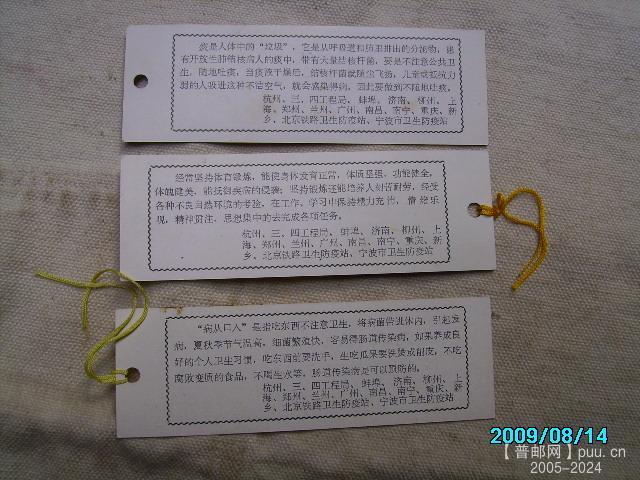 痰是人体中的“垃圾”，它是从呼吸道和肺里排出的分泌物，患
有开放性肺结核病人的痰中，带有大量结核杆菌，要是不注意公共卫
生，随地吐痰，当痰液干燥后，结核杆菌就随尘飞扬，儿童或抵抗力
弱的人吸进这种不洁空气，就会感染得病，因此要做到不随地吐痰。
杭州、三、四工程局、蚌埠、济南、柳州、上
海、郑州、兰州、广州、南昌、南宁、重庆、新
乡、北京铁路卫生防疫站、宁波市卫生防疫站
经常坚持体育锻炼，能使身体发育正常，体质坚强，功能健全，
体魄健美，能抵御疾病的侵袭；坚持锻炼还能培养人刻苦耐劳，经受
各种不良自然环境的考验，在工作、学习中保持精力充沛，情绪乐
观，精神贯注，思想集中的去完成各项任务。
杭州、三、四工程局、蚌埠、济南、柳州、上
海、郑州、兰州、广州、南昌、南宁、重庆、新
乡、北京铁路卫生防疫站、宁波市卫生防疫站
“病从口入”是指吃东西不注意卫生，将病菌带进体内，引起发
病，夏秋季节气温高，细菌繁殖快，容易得肠道传染病，如果养成良
好的个人卫生习惯，吃东西前要洗手，生吃瓜果要洗烫或削皮，不吃
腐败变质的食品，不喝生水等，肠道传染病是可以预防的。
杭州、三、四工程局、蚌埠、济南、柳州、上
海、郑州、兰州、广州、南昌、南宁、重庆、新
乡、北京铁路卫生防疫站、宁波市卫生防疫站
2009/08/14
【普邮网】puu.cn
2005-2024